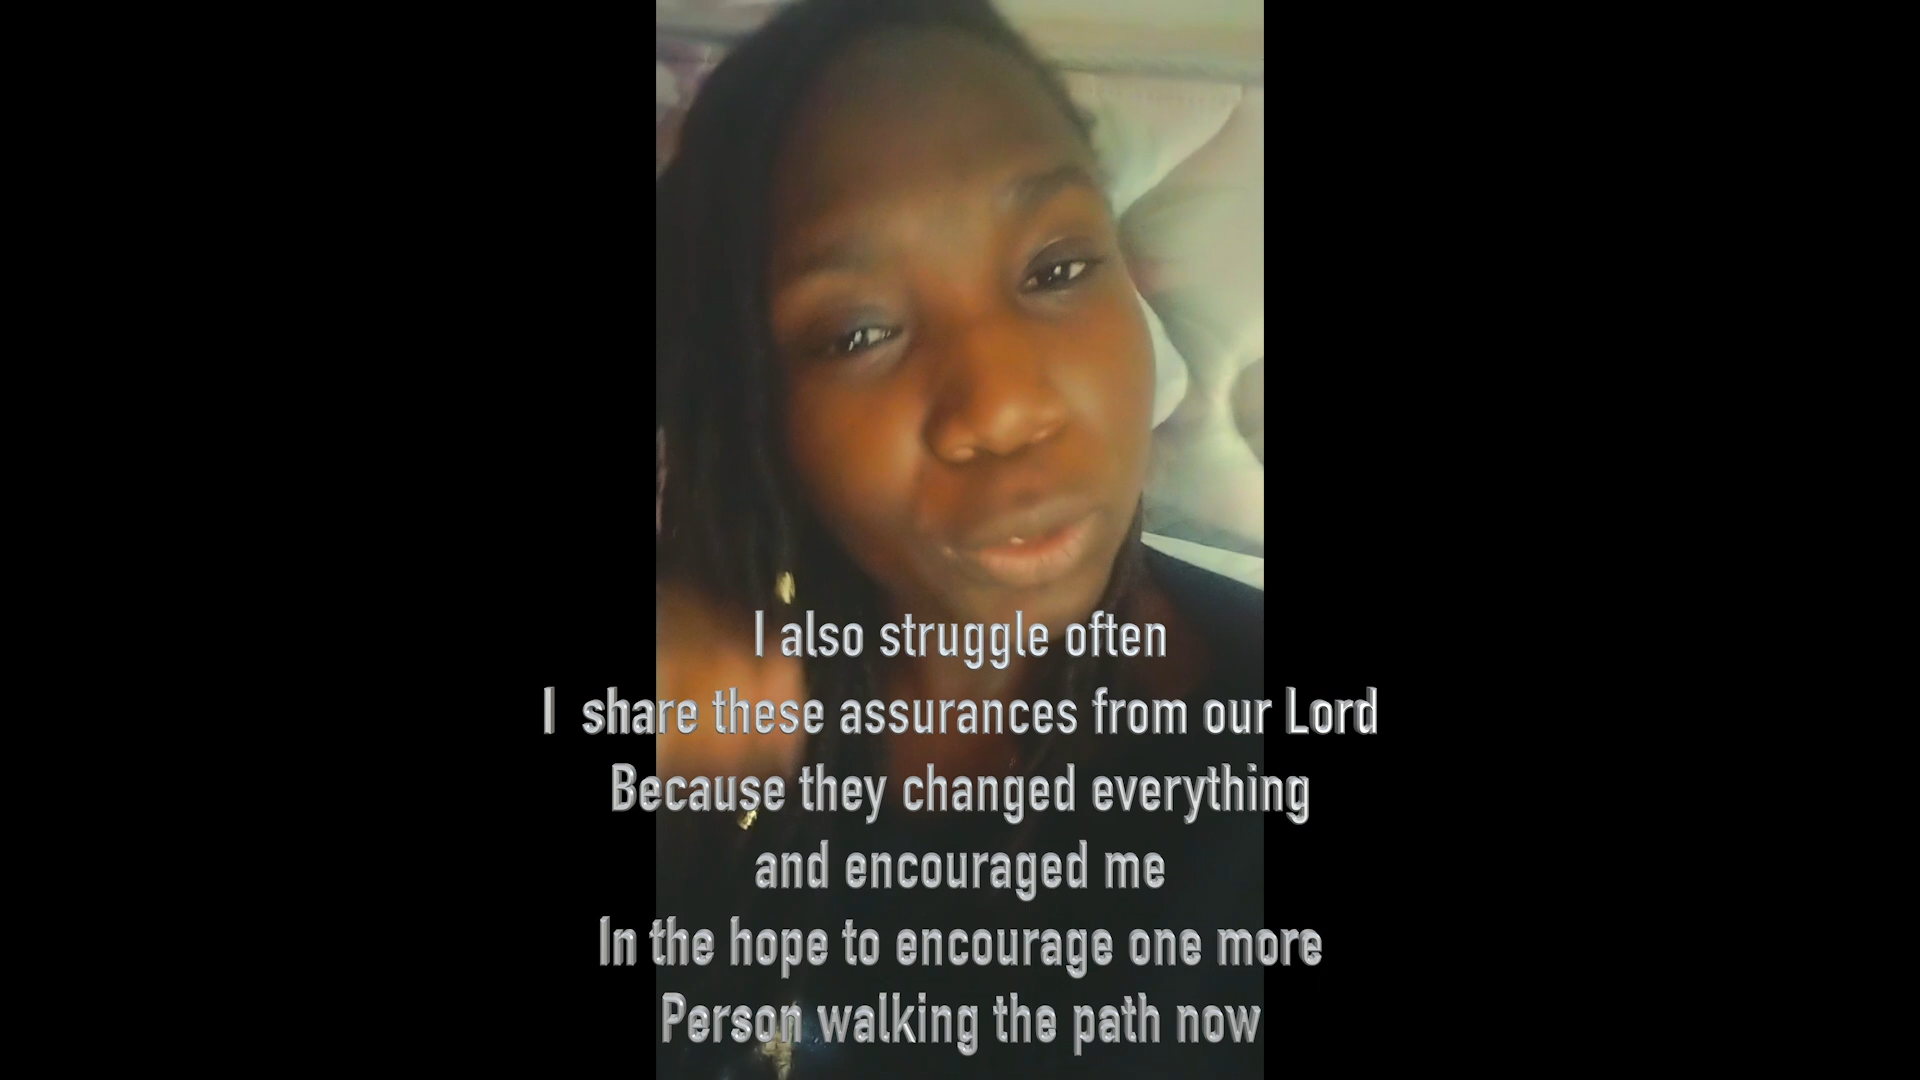 I also struggle often
I  share these assurances from our Lord
Because they changed everything
and encouraged me
In the hope to encourage one more
Person walking the path now